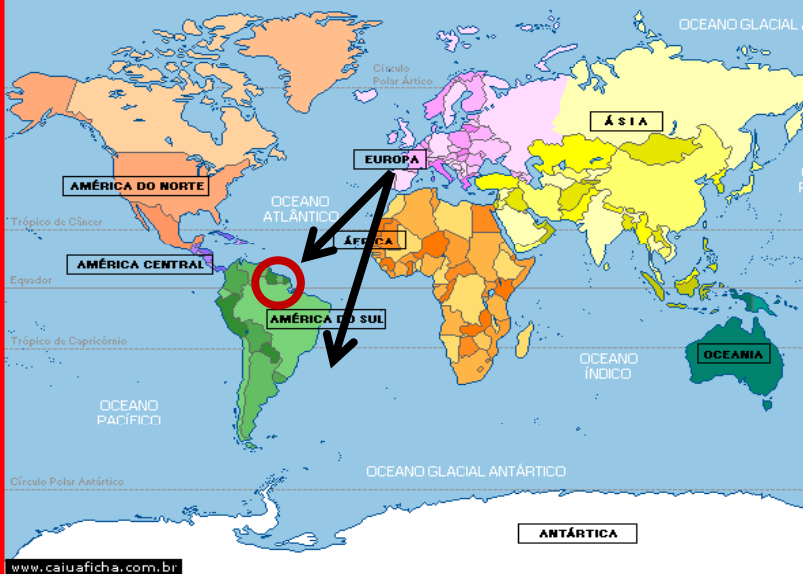 OCEANO GLACIAL
Círculo
Polar Ártico
ÁSIA
EUROPA
AMÉRICA DO NORTE
OCEANO
ATLÂNTICO
Trópico de Câncer
ÁFRICA
AMÉRICA CENTRAL
Equador
AMÉRICA DO SUL
Trópico de Capricórnio
OCEANIA
OCEANO
ÍNDICO
OCEANO
PACÍFICO
OCEANO GLACIAL ANTÁRTICO
Círculo Polar Antártico
ANTÁRTICA
www.caiuaficha.com.br